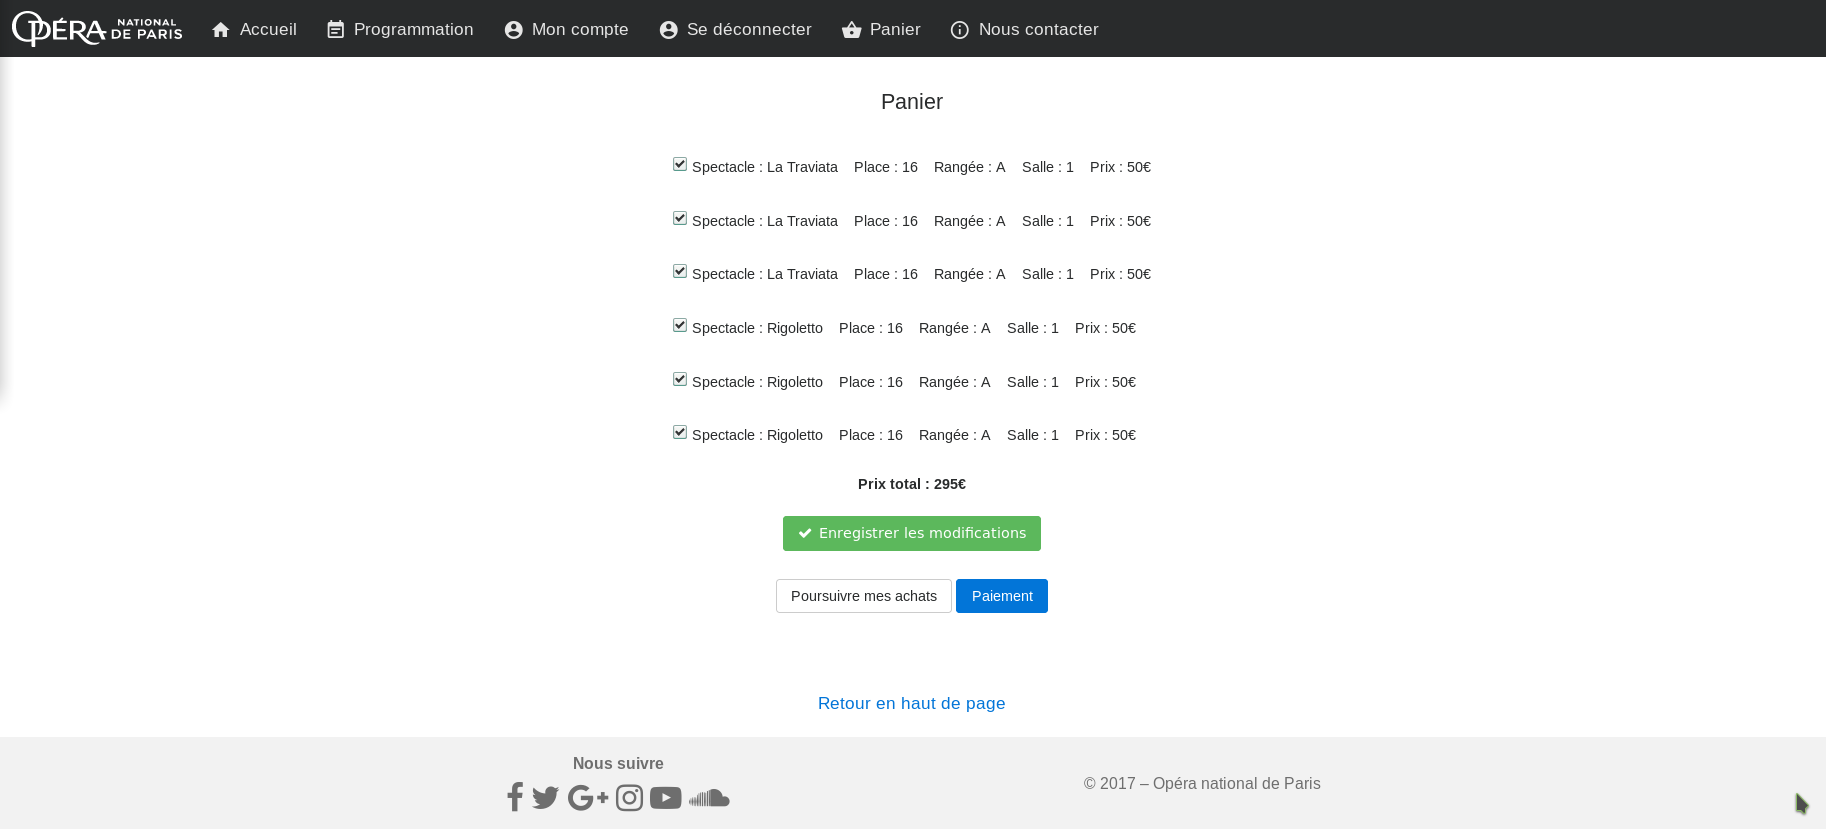 OPÉRA NATIONAL DE PARIS Accueil Programmation Mon compte Se déconnecter Panier Nous contacter
Panier
Spectacle : La Traviata Place : 16 Rangée : A Salle : 1 Prix : 50€
Spectacle : La Traviata Place : 16 Rangée : A Salle : 1 Prix : 50€
Spectacle : La Traviata Place : 16 Rangée : A Salle : 1 Prix : 50€
Spectacle : Rigoletto Place : 16 Rangée : A Salle : 1 Prix : 50€
Spectacle : Rigoletto Place : 16 Rangée : A Salle : 1 Prix : 50€
Spectacle : Rigoletto Place : 16 Rangée : A Salle : 1 Prix : 50€
Prix total : 295€
Enregistrer les modifications
Poursuivre mes achats Paiement
Retour en haut de page
Nous suivre
© 2017 – Opéra national de Paris